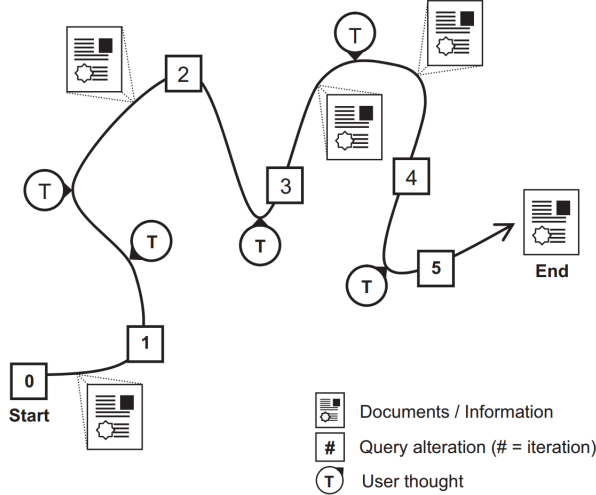 T
2
T
3
4
T
T
T
5
End
1
0
Start
Documents / Information
# Query alteration (# = iteration)
T User thought